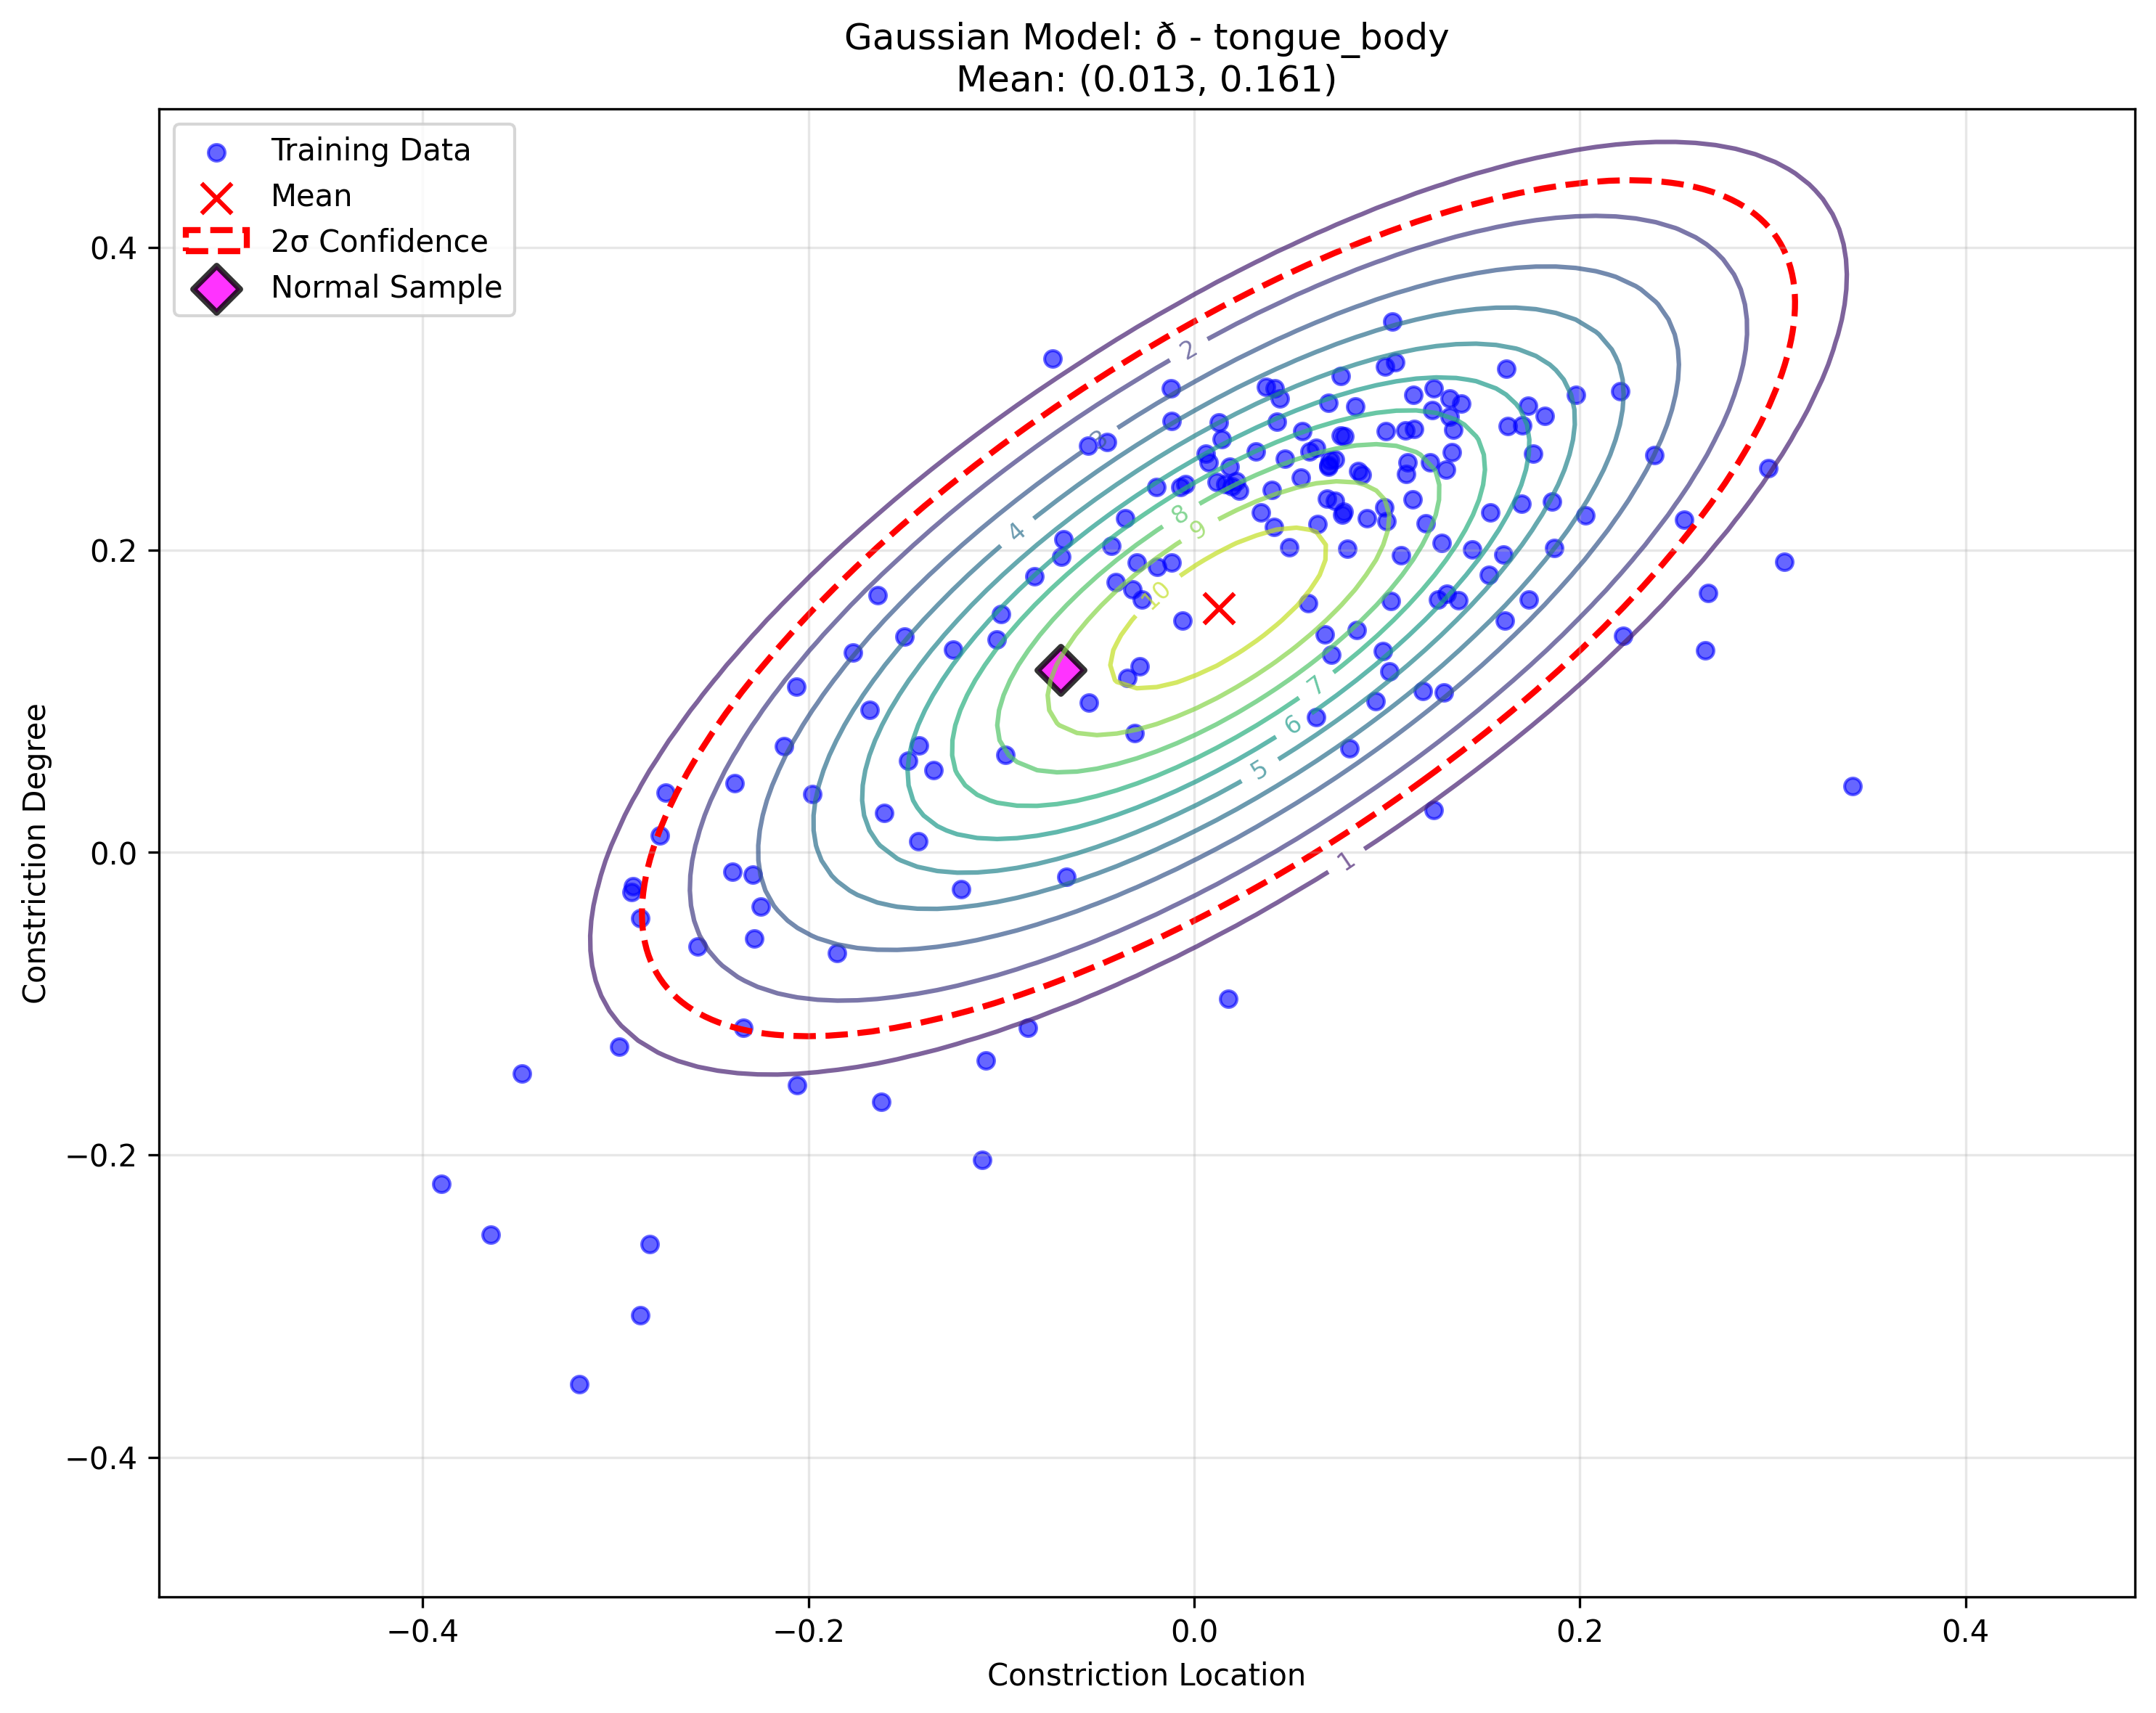 Gaussian Model: ð - tongue_body
Mean: (0.013, 0.161)
Training Data
Mean
2σ Confidence
Normal Sample
Constriction Degree
0.4
0.2
0.0
−0.2
−0.4
2
3
4
8
9
10
7
6
5
1
−0.4
−0.2
0.0
0.2
0.4
Constriction Location